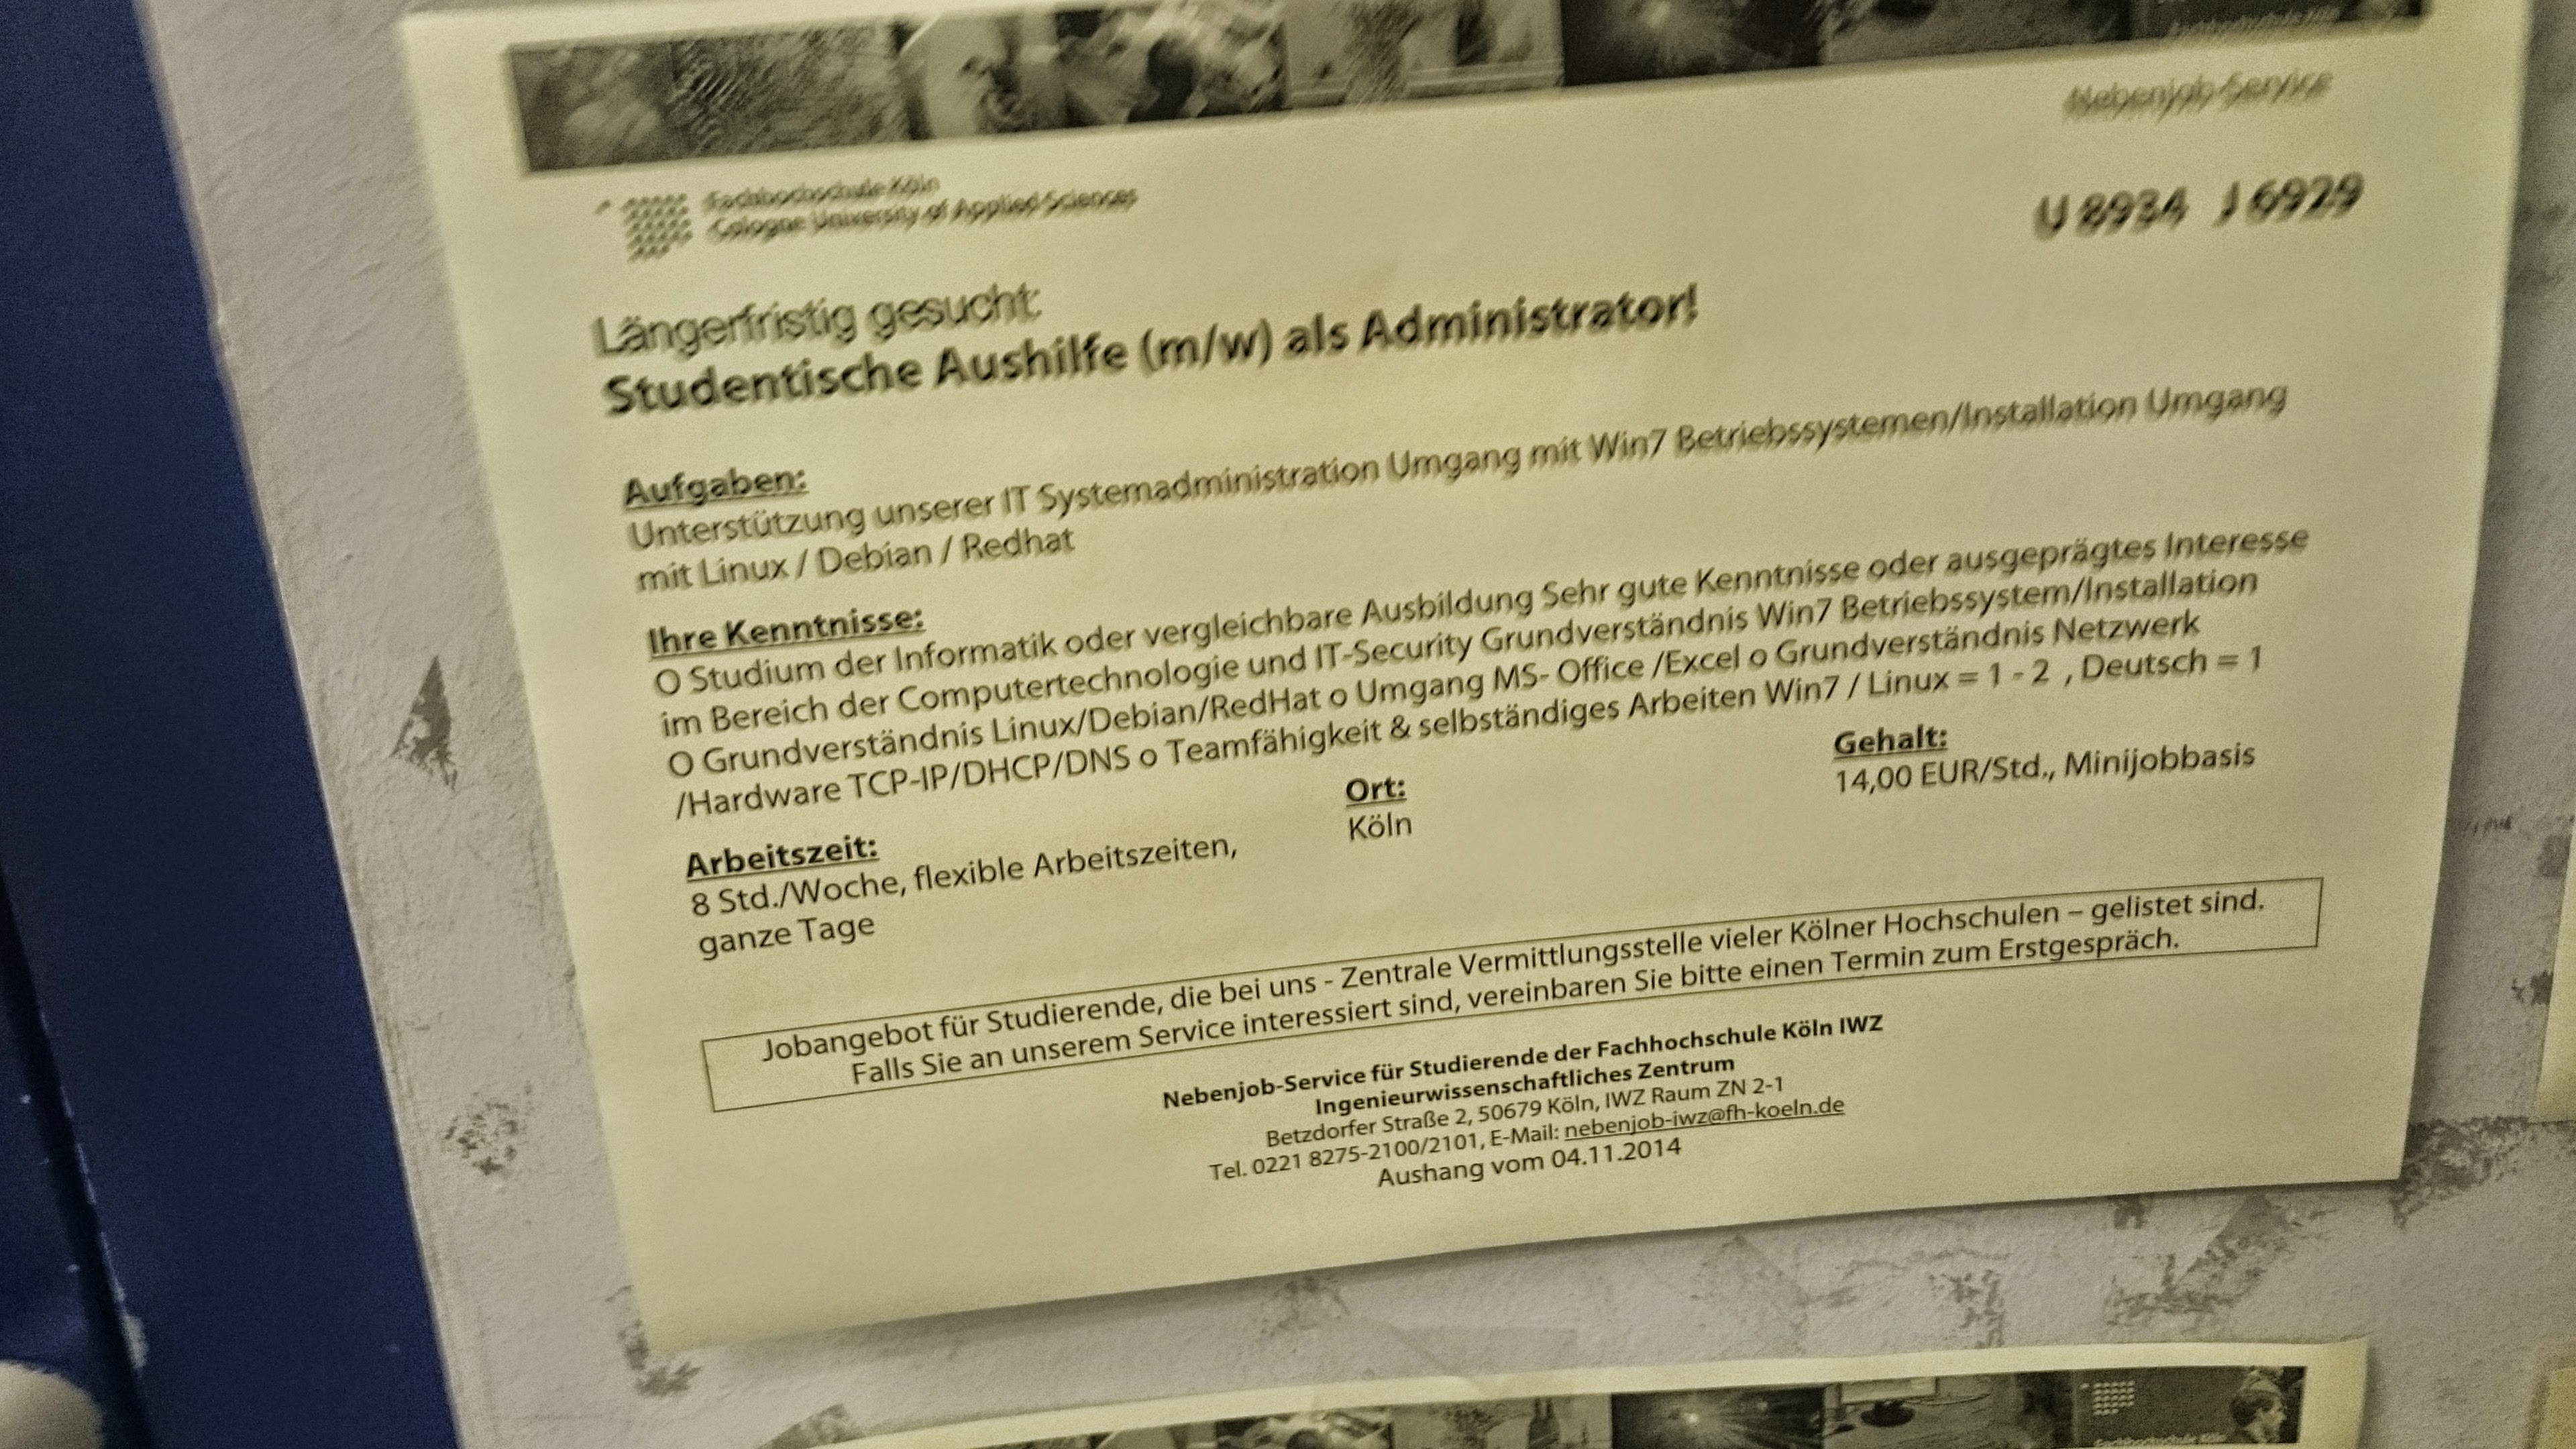 Nebenjob-Service
Fachhochschule Köln
Cologne University of Applied Sciences
U 8934 J 6929
Längerfristig gesucht:
Studentische Aushilfe (m/w) als Administrator!
Aufgaben:
Unterstützung unserer IT Systemadministration Umgang mit Win7 Betriebssystemen/Installation Umgang
mit Linux / Debian / Redhat
Ihre Kenntnisse:
O Studium der Informatik oder vergleichbare Ausbildung Sehr gute Kenntnisse oder ausgeprägtes Interesse
im Bereich der Computertechnologie und IT-Security Grundverständnis Win7 Betriebssystem/Installation
O Grundverständnis Linux/Debian/RedHat o Umgang MS- Office /Excel o Grundverständnis Netzwerk
/Hardware TCP-IP/DHCP/DNS o Teamfähigkeit & selbständiges Arbeiten Win7 / Linux = 1 - 2 , Deutsch = 1
Arbeitszeit:
8 Std./Woche, flexible Arbeitszeiten,
ganze Tage
Ort:
Köln
Gehalt:
14,00 EUR/Std., Minijobbasis
Jobangebot für Studierende, die bei uns - Zentrale Vermittlungsstelle vieler Kölner Hochschulen – gelistet sind.
Falls Sie an unserem Service interessiert sind, vereinbaren Sie bitte einen Termin zum Erstgespräch.
Nebenjob-Service für Studierende der Fachhochschule Köln IWZ
Ingenieurwissenschaftliches Zentrum
Betzdorfer Straße 2, 50679 Köln, IWZ Raum ZN 2-1
Tel. 0221 8275-2100/2101, E-Mail: nebenjob-iwz@fh-koeln.de
Aushang vom 04.11.2014